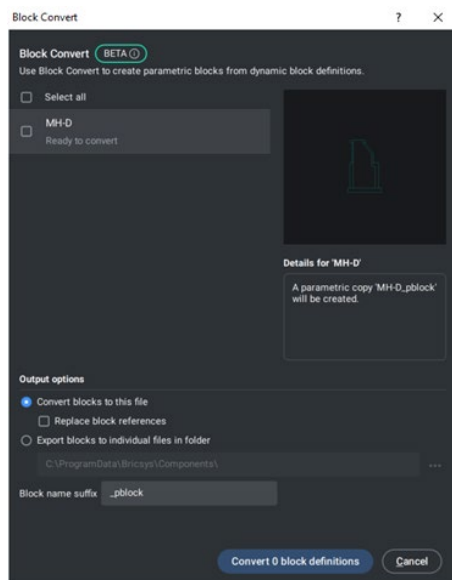 Block Convert
?
Block Convert BETA
Use Block Convert to create parametric blocks from dynamic block definitions.
Select all
MH-D
Ready to convert
Details for 'MH-D'
A parametric copy 'MH-D_pblock'
will be created.
Output options
Convert blocks to this file
Replace block references
Export blocks to individual files in folder
C:\ProgramData\Bricsys\Components\
...
Block name suffix _pblock
Convert 0 block definitions Cancel